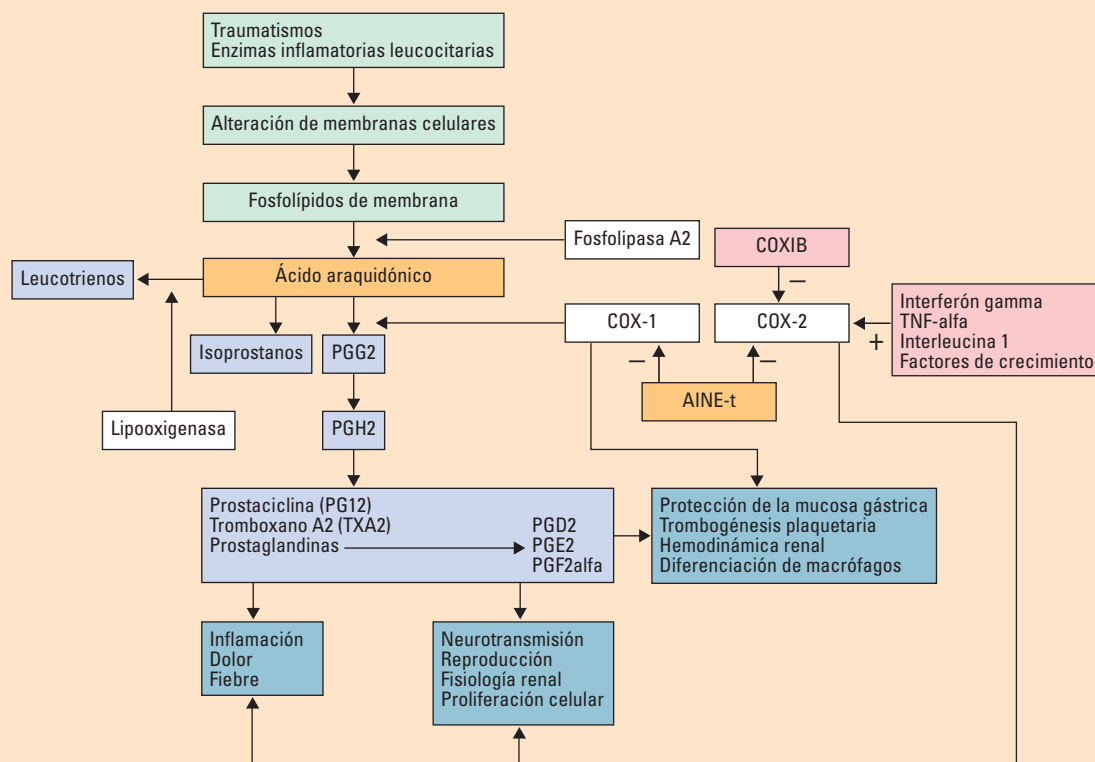 Traumatismos
Enzimas inflamatorias leucocitarias
Alteración de membranas celulares
Fosfolípidos de membrana
Fosfolipasa A2
COXIB
–
Leucotrienos
Ácido araquidónico
Interferón gamma
TNF-alfa
Interleucina 1
Factores de crecimiento
+
COX-1
COX-2
Isoprostanos
PGG2
–
–
AINE-t
Lipooxigenasa
PGH2
Prostaciclina (PG12)
Tromboxano A2 (TXA2)
Prostaglandinas
PGD2
PGE2
PGF2alfa
Protección de la mucosa gástrica
Trombogénesis plaquetaria
Hemodinámica renal
Diferenciación de macrófagos
Inflamación
Dolor
Fiebre
Neurotransmisión
Reproducción
Fisiología renal
Proliferación celular